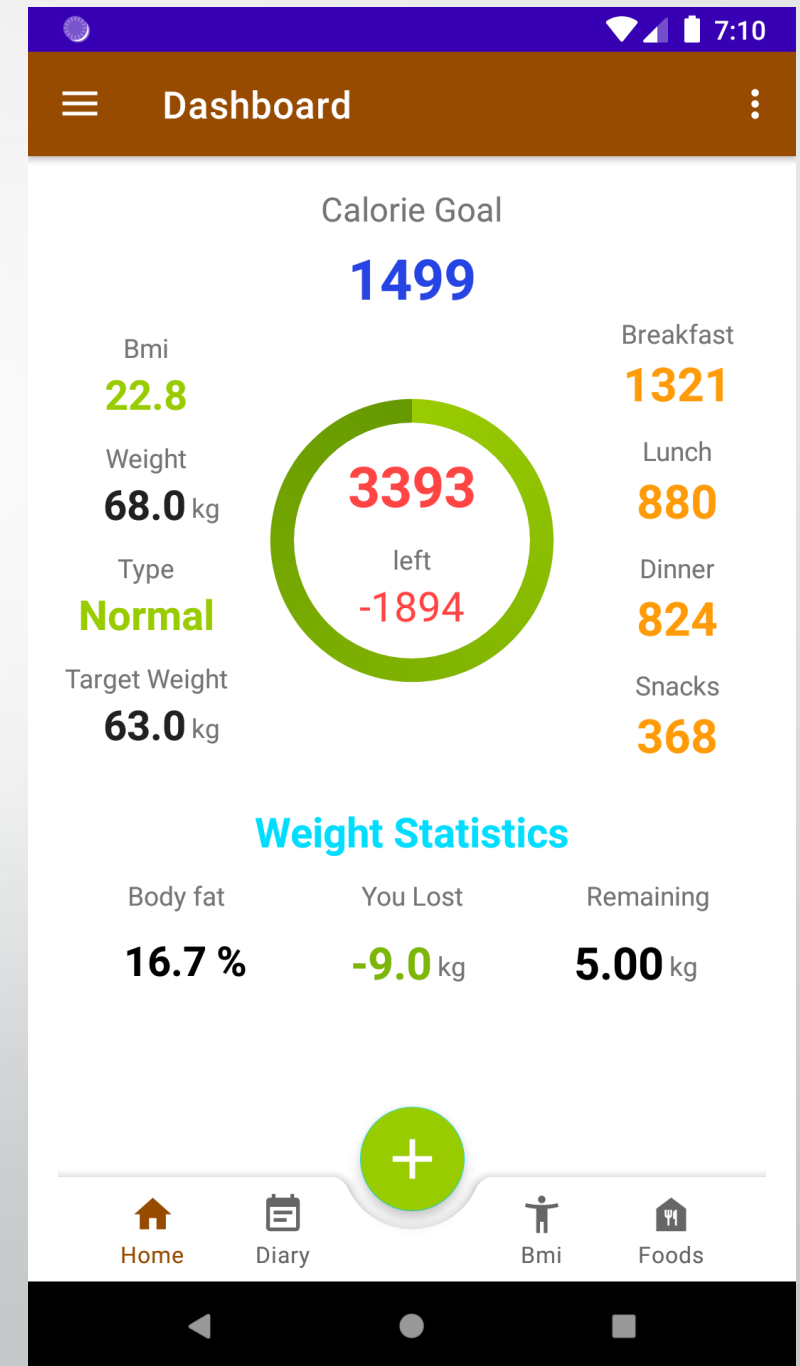 7:10
Dashboard
Calorie Goal
1499
Bmi
22.8
Weight
68.0 kg
Type
Normal
Target Weight
63.0 kg
3393
left
-1894
Breakfast
1321
Lunch
880
Dinner
824
Snacks
368
Weight Statistics
Body fat
16.7 %
You Lost
-9.0 kg
Remaining
5.00 kg
Home
Diary
Bmi
Foods